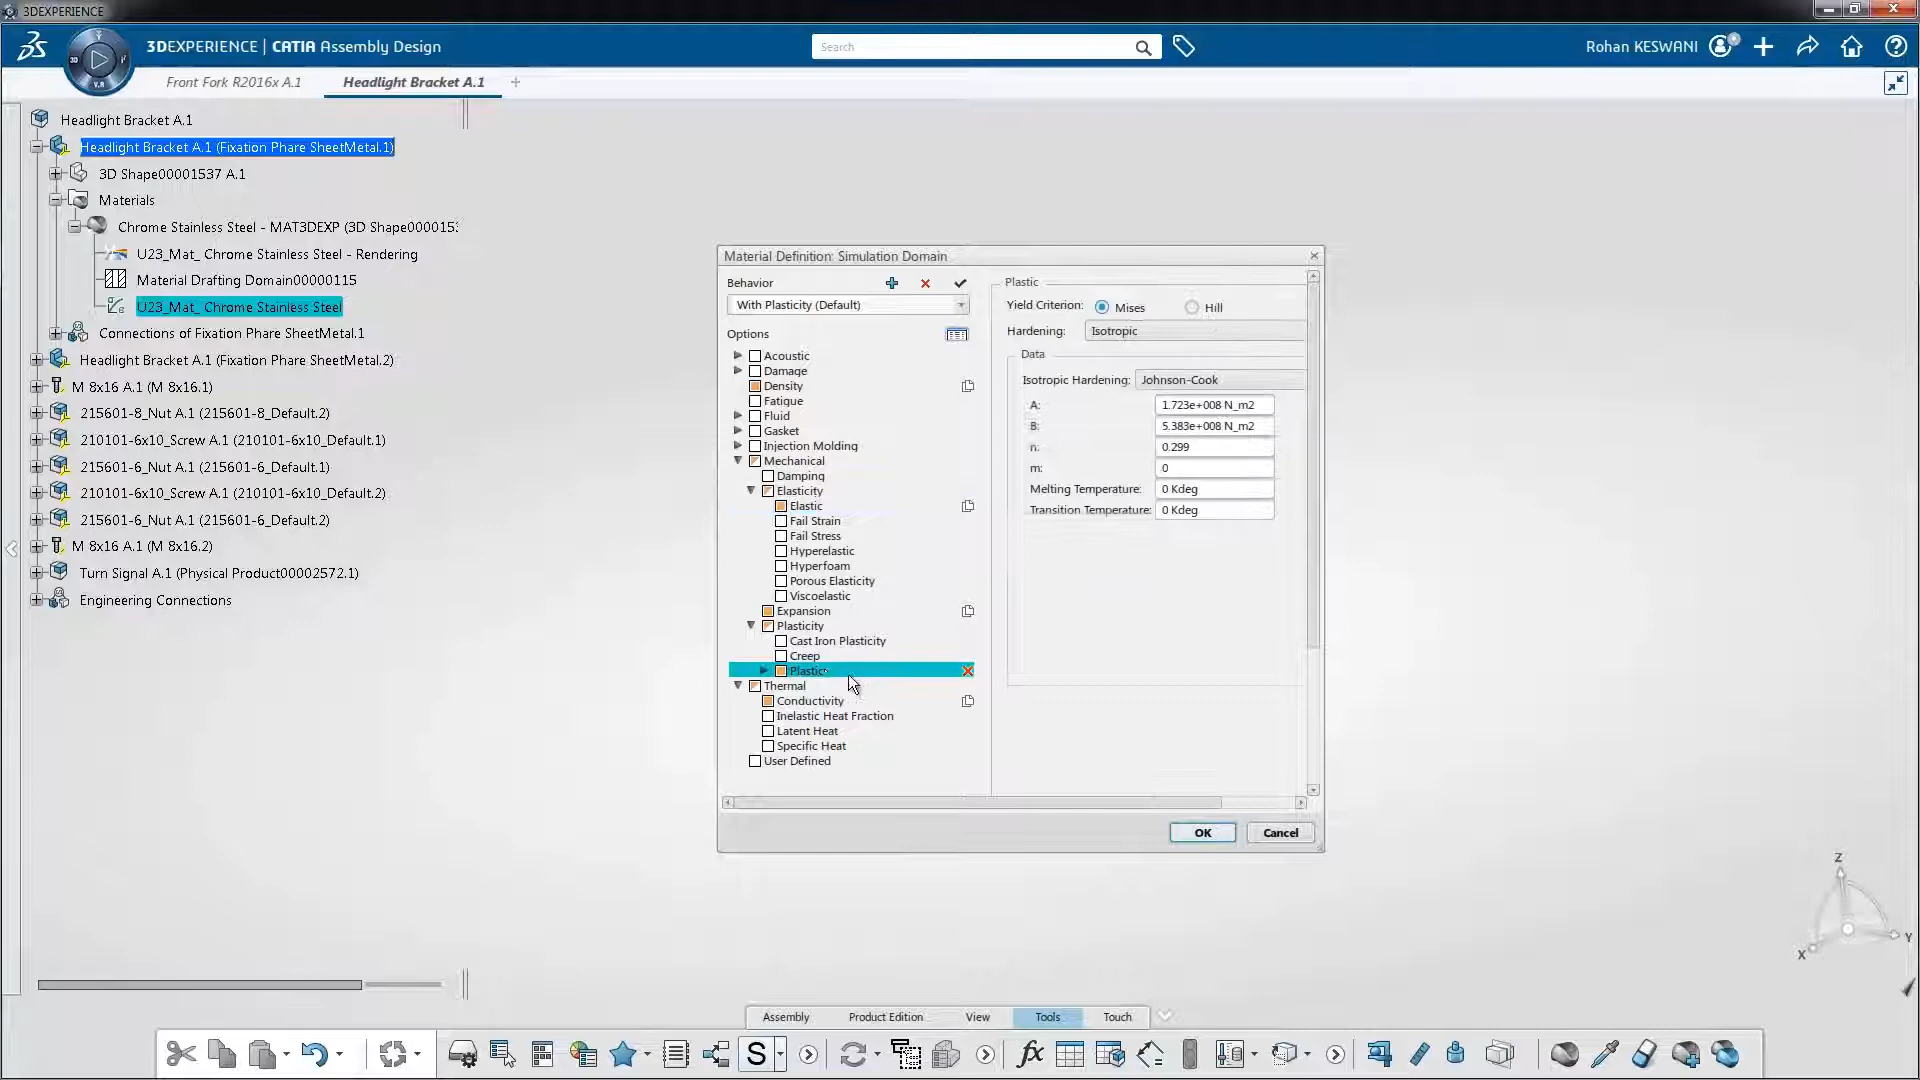 3DEXPERIENCE
3DEXPERIENCE | CATIA Assembly Design
Search
Rohan KESWANI
3D
V.R
Front Fork R2016x A.1
Headlight Bracket A.1
Headlight Bracket A.1
Headlight Bracket A.1 (Fixation Phare SheetMetal.1)
3D Shape00001537 A.1
Materials
Chrome Stainless Steel - MAT3DEXP (3D Shape0000153
U23_Mat_ Chrome Stainless Steel - Rendering
Material Drafting Domain00000115
U23_Mat_ Chrome Stainless Steel
Connections of Fixation Phare SheetMetal.1
Headlight Bracket A.1 (Fixation Phare SheetMetal.2)
M 8x16 A.1 (M 8x16.1)
215601-8_Nut A.1 (215601-8_Default.2)
210101-6x10_Screw A.1 (210101-6x10_Default.1)
215601-6_Nut A.1 (215601-6_Default.1)
210101-6x10_Screw A.1 (210101-6x10_Default.2)
215601-6_Nut A.1 (215601-6_Default.2)
M 8x16 A.1 (M 8x16.2)
Turn Signal A.1 (Physical Product00002572.1)
Engineering Connections
Material Definition: Simulation Domain
Behavior
With Plasticity (Default)
Options
Acoustic
Damage
Density
Fatigue
Fluid
Gasket
Injection Molding
Mechanical
Damping
Elasticity
Elastic
Fail Strain
Fail Stress
Hyperelastic
Hyperfoam
Porous Elasticity
Viscoelastic
Expansion
Plasticity
Cast Iron Plasticity
Creep
Plastic
Thermal
Conductivity
Inelastic Heat Fraction
Latent Heat
Specific Heat
User Defined
Plastic
Yield Criterion: Mises Hill
Hardening: Isotropic
Data
Isotropic Hardening: Johnson-Cook
A: 1.723e+008 N_m2
B: 5.383e+008 N_m2
n: 0.299
m: 0
Melting Temperature: 0 Kdeg
Transition Temperature: 0 Kdeg
OK Cancel
Z
Y
X
Assembly Product Edition View Tools Touch
S
fx